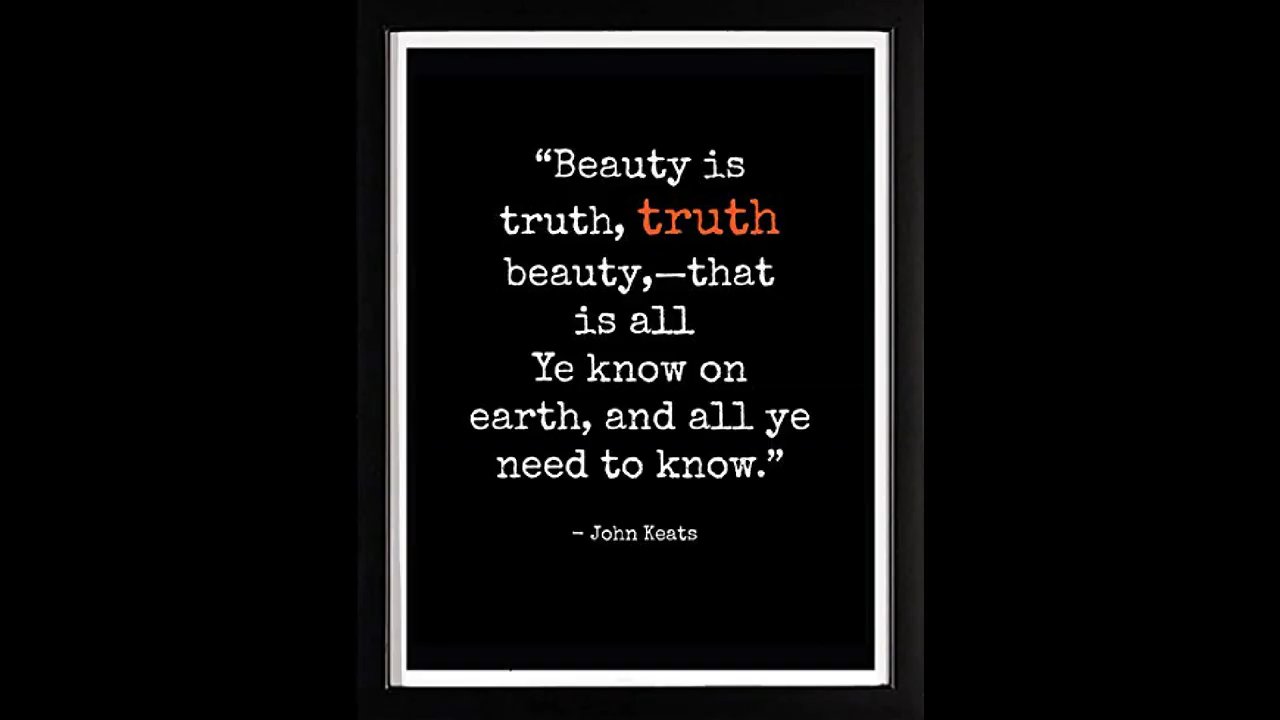 “Beauty is
truth, truth
beauty,—that
is all
Ye know on
earth, and all ye
need to know.”
– John Keats